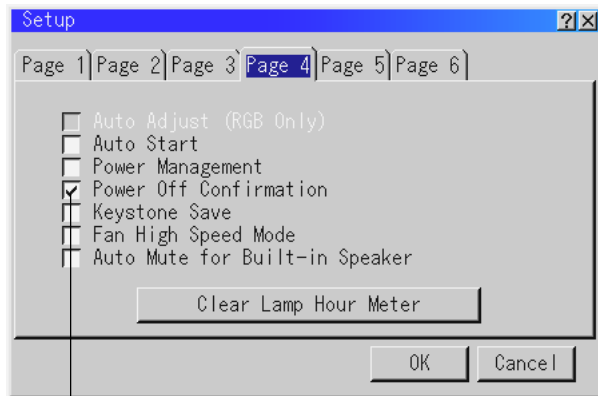 Setup
Page 1 Page 2 Page 3 Page 4 Page 5 Page 6
Auto Adjust (RGB Only)
Auto Start
Power Management
Power Off Confirmation
Keystone Save
Fan High Speed Mode
Auto Mute for Built-in Speaker
Clear Lamp Hour Meter
OK Cancel